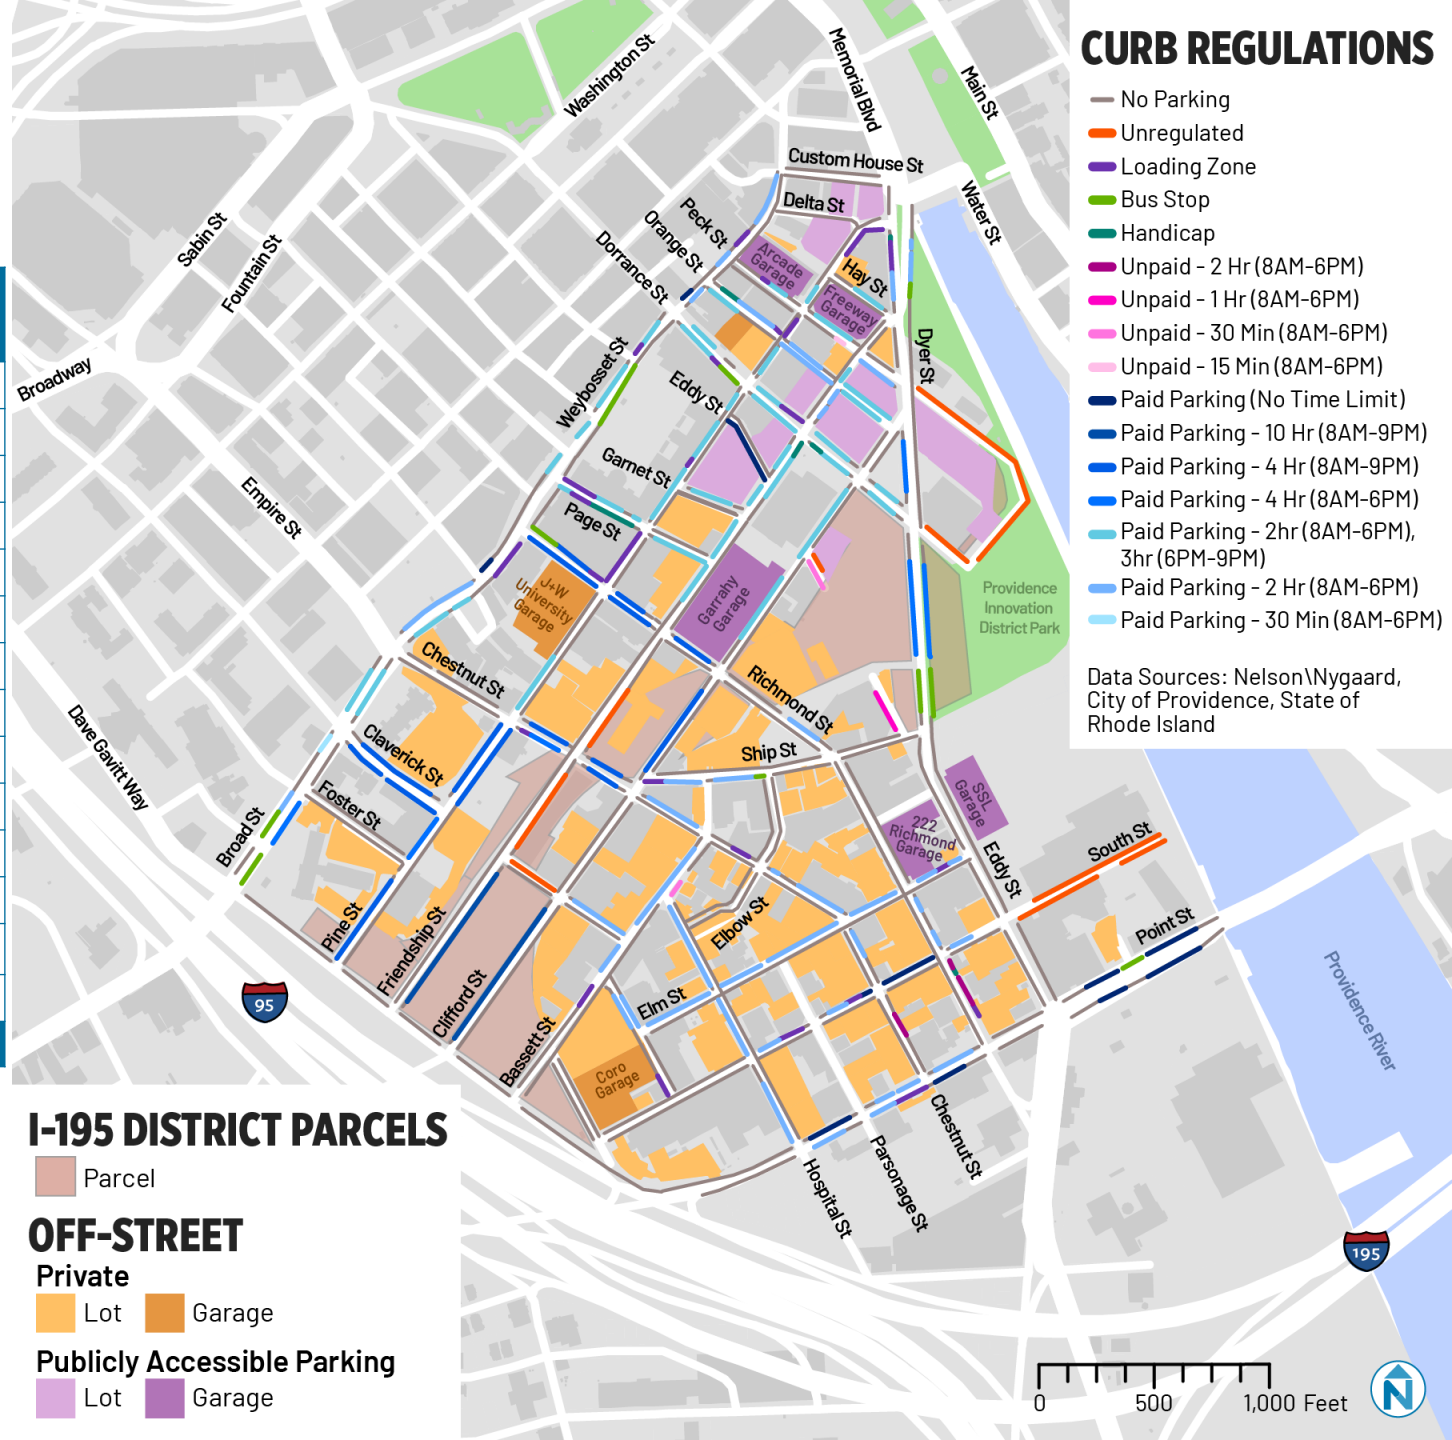 CURB REGULATIONS
No Parking
Unregulated
Loading Zone
Bus Stop
Handicap
Unpaid - 2 Hr (8AM-6PM)
Unpaid - 1 Hr (8AM-6PM)
Unpaid - 30 Min (8AM-6PM)
Unpaid - 15 Min (8AM-6PM)
Paid Parking (No Time Limit)
Paid Parking - 10 Hr (8AM-9PM)
Paid Parking - 4 Hr (8AM-9PM)
Paid Parking - 4 Hr (8AM-6PM)
Paid Parking - 2hr (8AM-6PM),
3hr (6PM-9PM)
Paid Parking - 2 Hr (8AM-6PM)
Paid Parking - 30 Min (8AM-6PM)
Data Sources: Nelson\Nygaard,
City of Providence, State of
Rhode Island
Washington St
Memorial Blvd
Main St
Custom House St
Water St
Delta St
Peck St
Orange St
Dorrance St
Sabin St
Fountain St
Arcade
Garage
Hay St
Freeway
Garage
Dyer St
Broadway
Weybosset St
Eddy St
Garnet St
Empire St
Page St
J+W
University
Garage
Garrahy
Garage
Providence
Innovation
District Park
Chestnut St
Richmond St
Dave Gavitt Way
Claverick St
Ship St
Foster St
Broad St
SSL
Garage
222
Richmond
Garage
Eddy St
South St
Pine St
Elbow St
Point St
Friendship St
Clifford St
Elm St
95
Bassett St
Coro
Garage
Providence River
Chestnut St
Parsonage St
Hospital St
195
I-195 DISTRICT PARCELS
Parcel
OFF-STREET
Private
Lot
Garage
Publicly Accessible Parking
Lot
Garage
0
500
1,000 Feet
N